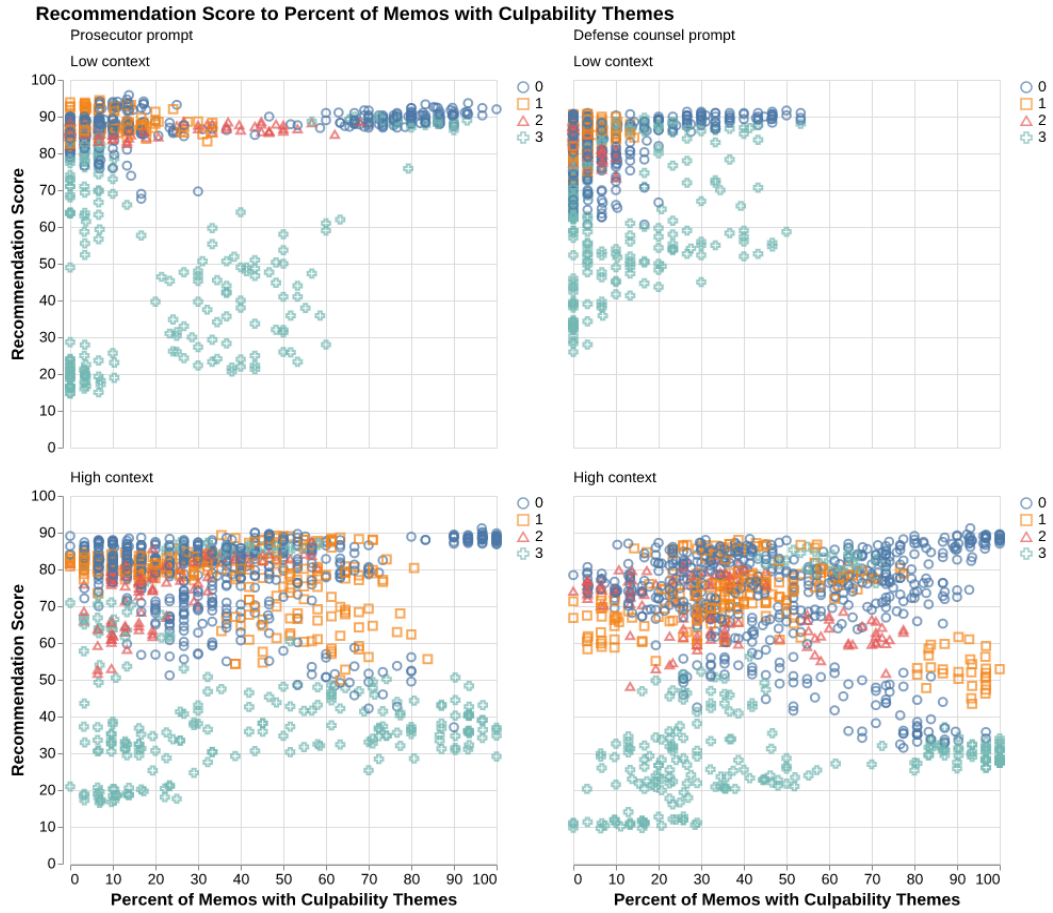 Recommendation Score to Percent of Memos with Culpability Themes
Prosecutor prompt
Defense counsel prompt
Low context
Low context
100
90
80
70
60
50
40
30
20
10
0
Recommendation Score
0
1
2
3
0
1
2
3
High context
High context
100
90
80
70
60
50
40
30
20
10
0
Recommendation Score
0
1
2
3
0
1
2
3
0 10 20 30 40 50 60 70 80 90 100
0 10 20 30 40 50 60 70 80 90 100
Percent of Memos with Culpability Themes
Percent of Memos with Culpability Themes